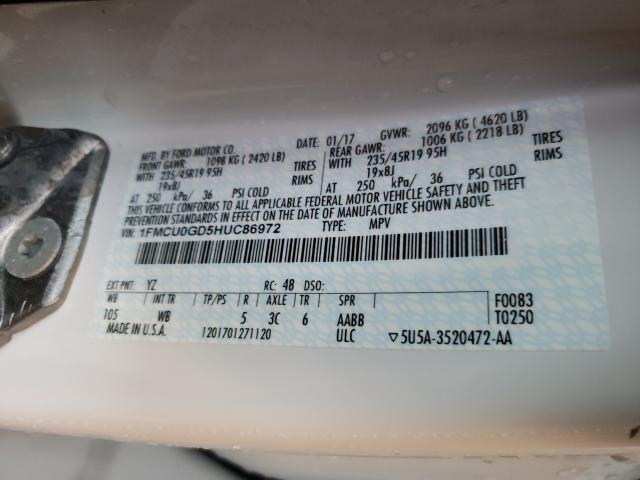 MFD. BY FORD MOTOR CO.
DATE: 01/17 GVWR: 2096 KG ( 4620 LB)
FRONT GAWR: 1098 KG ( 2420 LB)
REAR GAWR: 1006 KG ( 2218 LB)
WITH 235/45R19 95H TIRES
WITH 235/45R19 95H TIRES
19x8J RIMS
19x8J RIMS
AT 250 kPa/ 36 PSI COLD
AT 250 kPa/ 36 PSI COLD
THIS VEHICLE CONFORMS TO ALL APPLICABLE FEDERAL MOTOR VEHICLE SAFETY AND THEFT
PREVENTION STANDARDS IN EFFECT ON THE DATE OF MANUFACTURE SHOWN ABOVE.
VIN: 1FMCU0GD5HUC86972 TYPE: MPV
EXT PNT: YZ RC: 48 DSO:
WB INT TR TP/PS R AXLE TR SPR F0083
105 WB 5 3C 6 AABB T0250
MADE IN U.S.A. 1201701271120 ULC ▽5U5A-3520472-AA